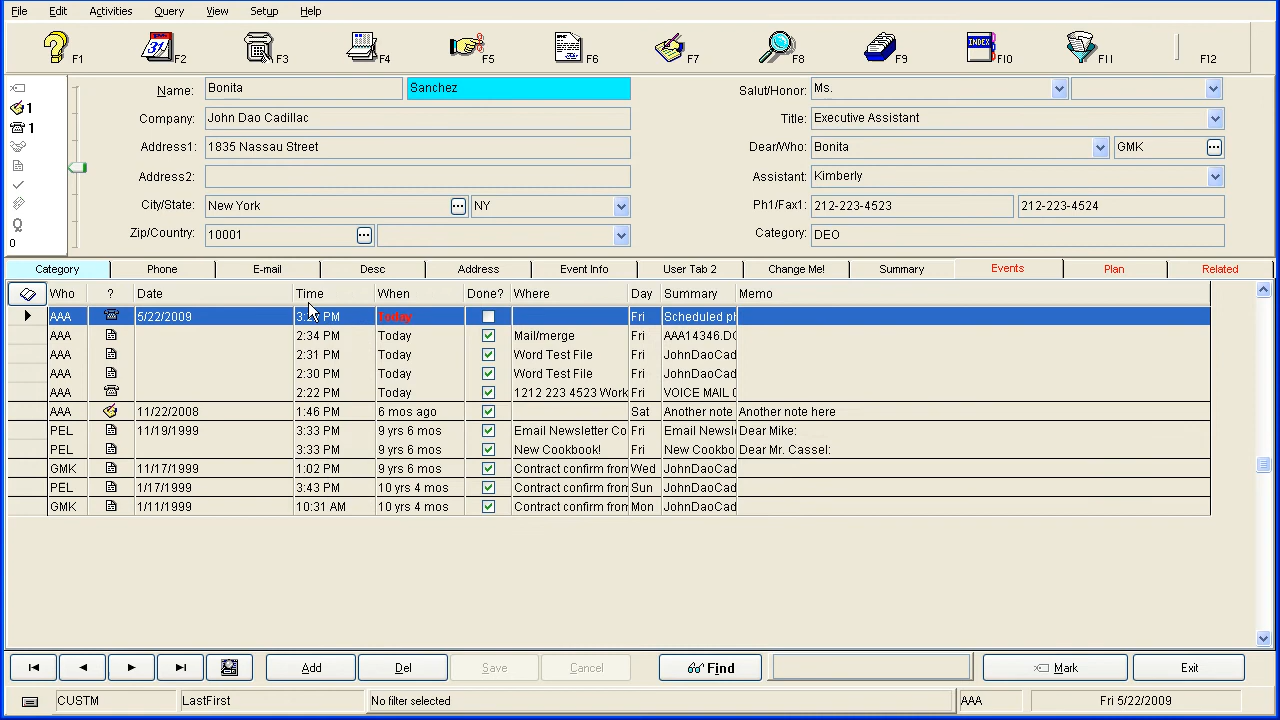 File Edit Activities Query View Setup Help
F1 F2 F3 F4 F5 F6 F7 F8 F9 F10 F11 F12
Name: Bonita Sanchez Salut/Honor: Ms.
1 Company: John Dao Cadillac Title: Executive Assistant
1 Address1: 1835 Nassau Street Dear/Who: Bonita GMK
Address2: Assistant: Kimberly
City/State: New York NY Ph1/Fax1: 212-223-4523 212-223-4524
0 Zip/Country: 10001 Category: DEO
Category Phone E-mail Desc Address Event Info User Tab 2 Change Me! Summary Events Plan Related
Who ? Date Time When Done? Where Day Summary Memo
AAA 5/22/2009 PM Today Fri Scheduled
AAA 2:34 PM Today Mail/merge Fri AAA14346.DO
AAA 2:31 PM Today Word Test File Fri JohnDaoCad
AAA 2:30 PM Today Word Test File Fri JohnDaoCad
AAA 2:22 PM Today 1212 223 4523 Work Fri VOICE MAIL
AAA 11/22/2008 1:46 PM 6 mos ago Sat Another note Another note here
PEL 11/19/1999 3:33 PM 9 yrs 6 mos Email Newsletter Co Fri Email Newsl Dear Mike:
PEL 3:33 PM 9 yrs 6 mos New Cookbo! Fri New Cookbo Dear Mr. Cassel:
GMK 11/17/1999 1:02 PM 9 yrs 6 mos Contract confirm from Wed JohnDaoCad
PEL 1/17/1999 3:43 PM 10 yrs 4 mos Contract confirm from Sun JohnDaoCad
GMK 1/11/1999 10:31 AM 10 yrs 4 mos Contract confirm from Mon JohnDaoCad
Add Del Save Cancel Find Mark Exit
CUSTM LastFirst No filter selected AAA Fri 5/22/2009